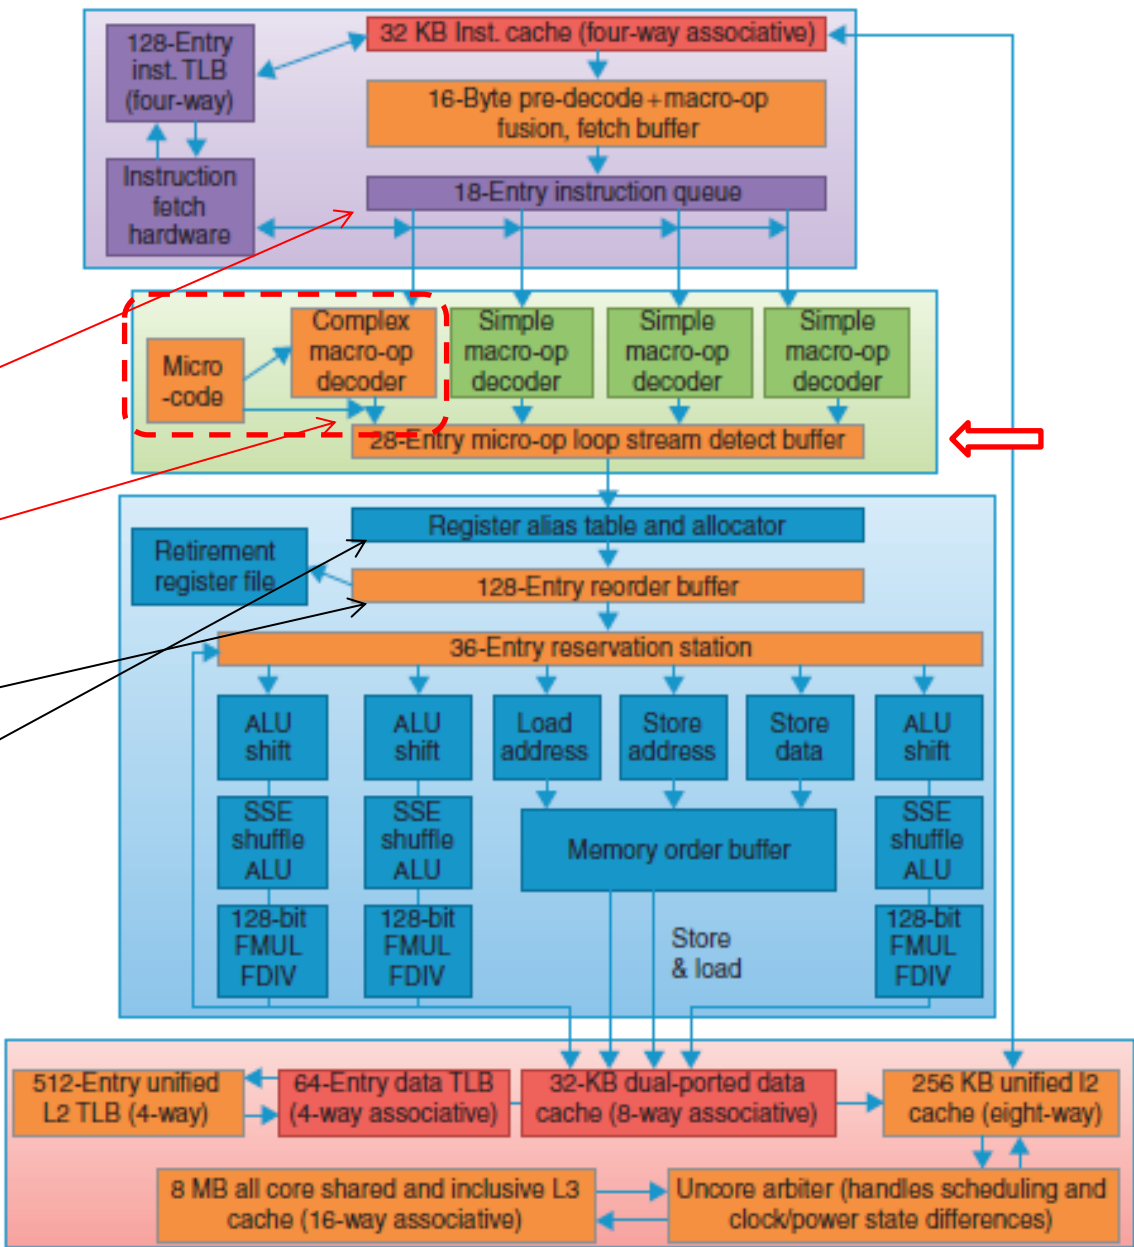 128-Entry
inst. TLB
(four-way)
32 KB Inst. cache (four-way associative)
16-Byte pre-decode + macro-op
fusion, fetch buffer
Instruction
fetch
hardware
18-Entry instruction queue
Micro
-code
Complex
macro-op
decoder
Simple
macro-op
decoder
Simple
macro-op
decoder
Simple
macro-op
decoder
28-Entry micro-op loop stream detect buffer
Register alias table and allocator
Retirement
register file
128-Entry reorder buffer
36-Entry reservation station
ALU
shift
ALU
shift
Load
address
Store
address
Store
data
ALU
shift
SSE
shuffle
ALU
SSE
shuffle
ALU
Memory order buffer
SSE
shuffle
ALU
128-bit
FMUL
FDIV
128-bit
FMUL
FDIV
Store
& load
128-bit
FMUL
FDIV
512-Entry unified
L2 TLB (4-way)
64-Entry data TLB
(4-way associative)
32-KB dual-ported data
cache (8-way associative)
256 KB unified l2
cache (eight-way)
8 MB all core shared and inclusive L3
cache (16-way associative)
Uncore arbiter (handles scheduling and
clock/power state differences)